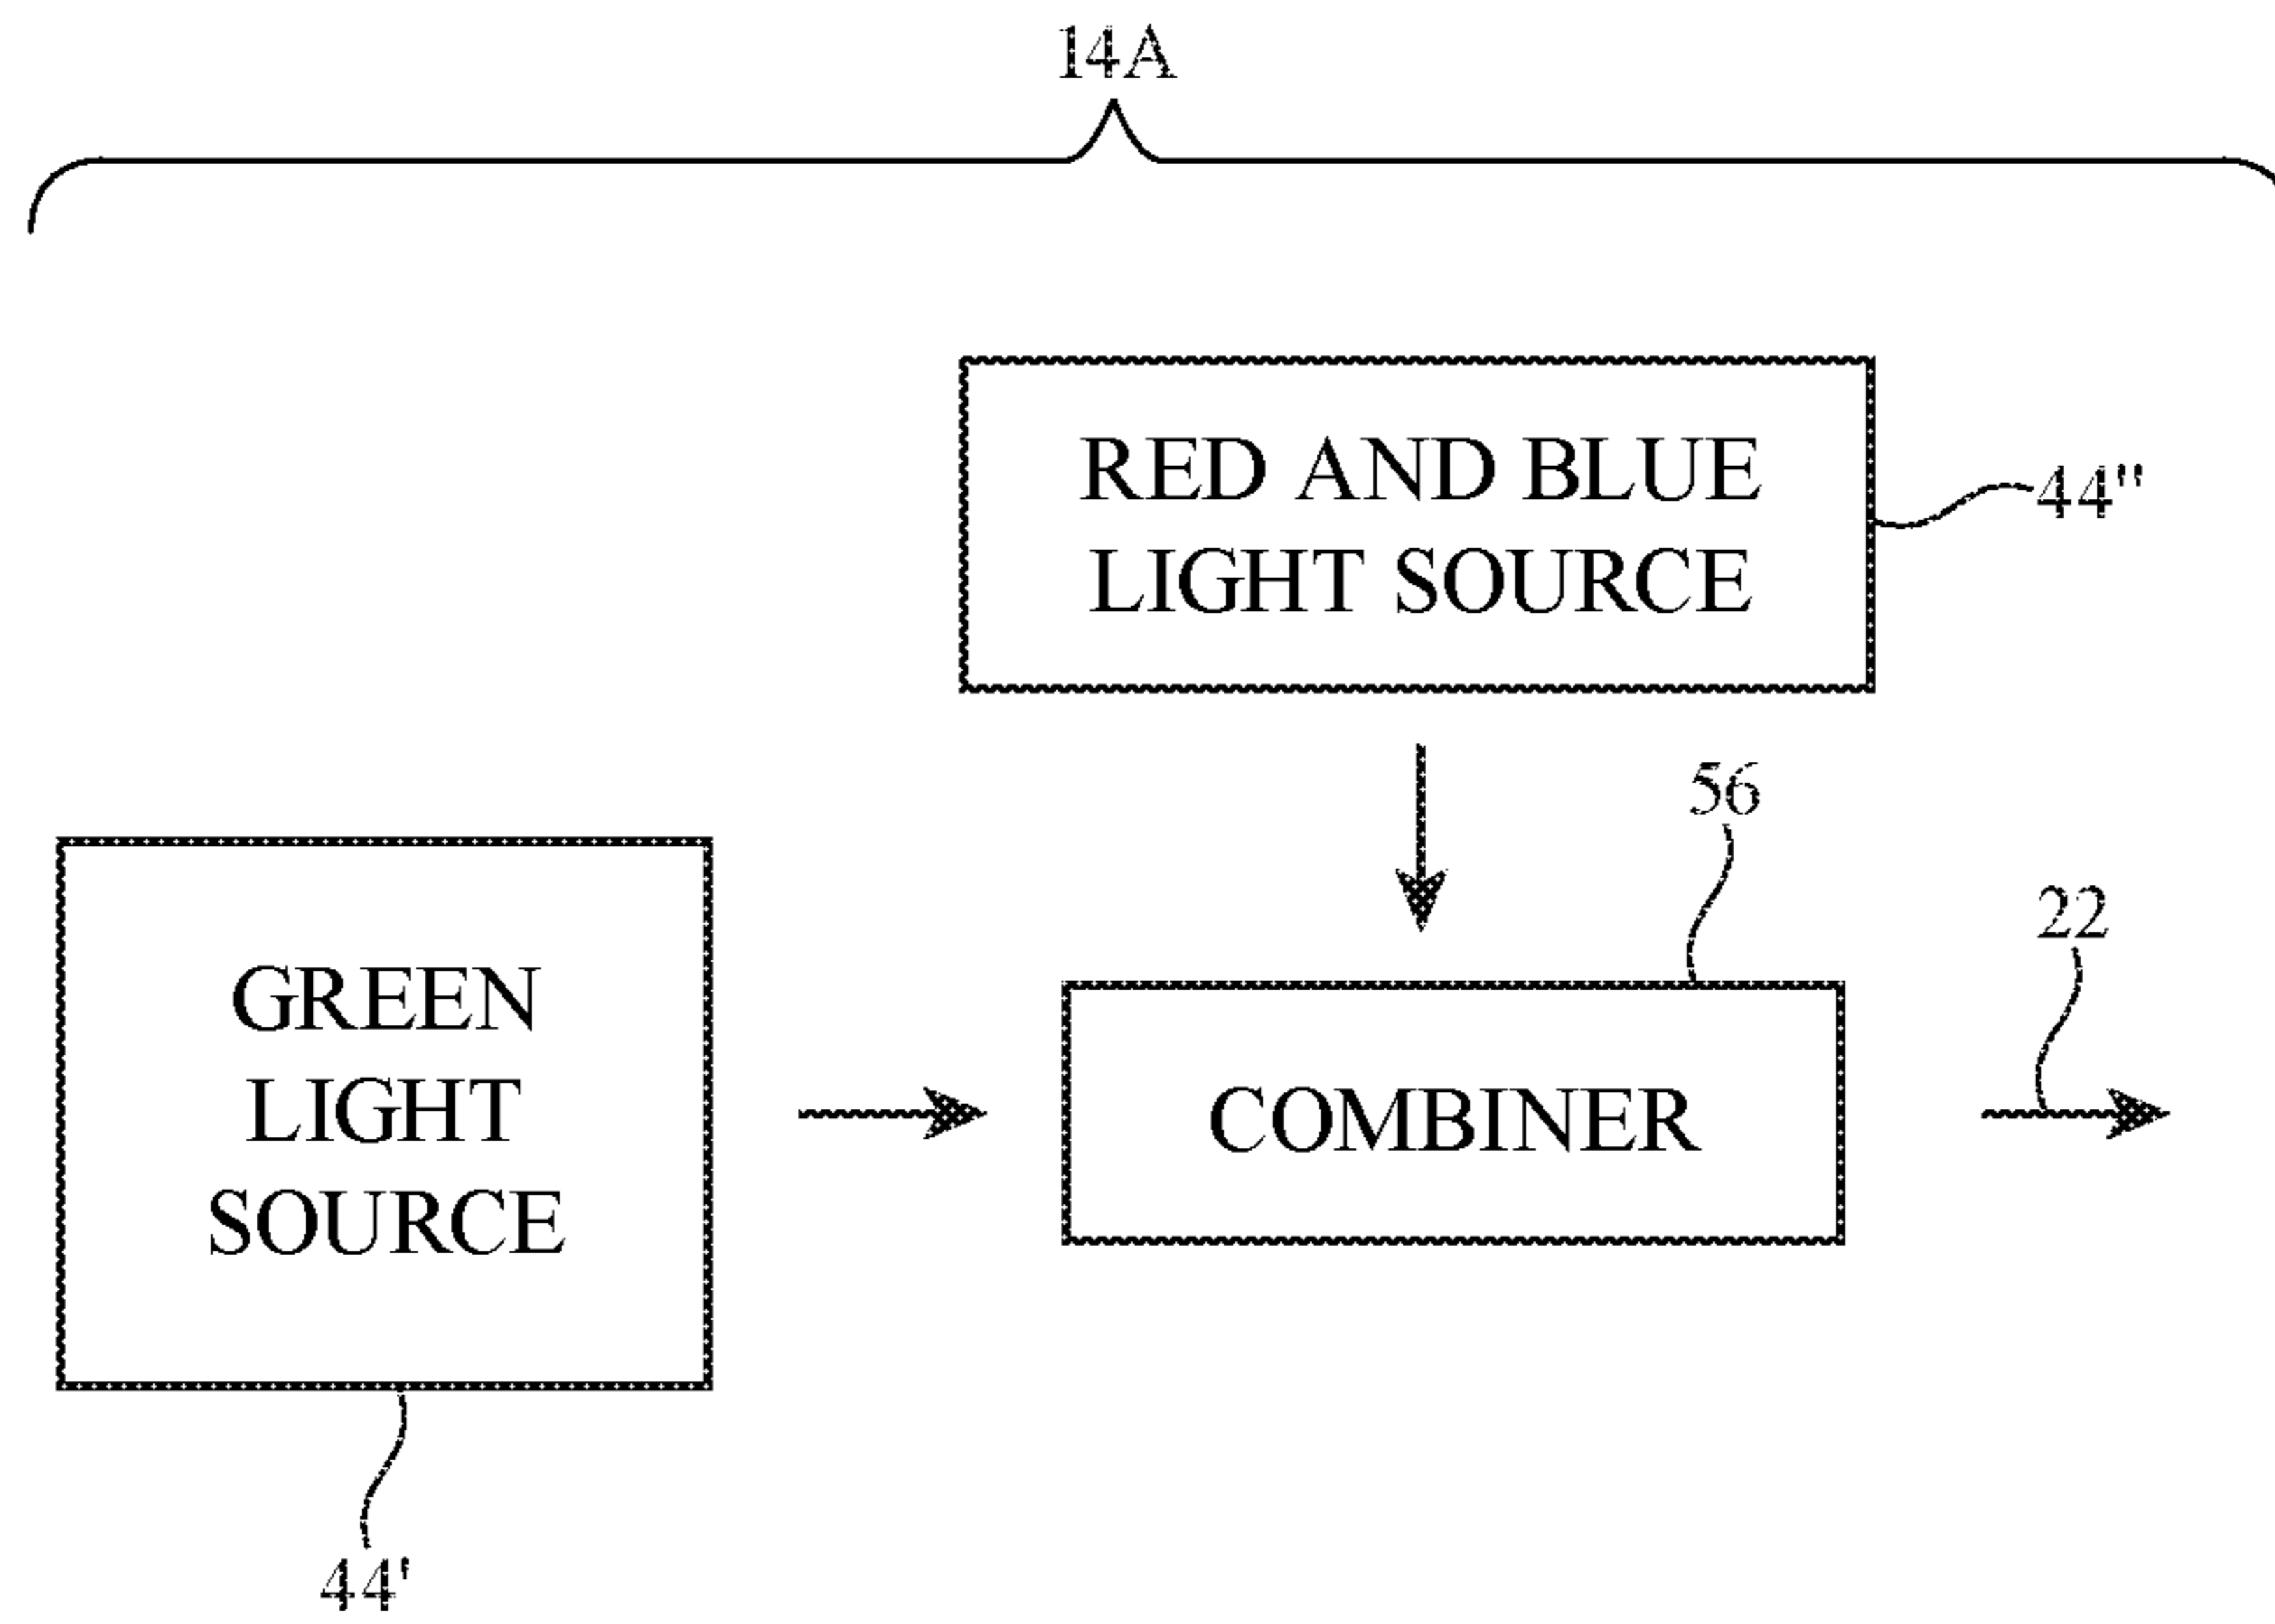 14A
RED AND BLUE
LIGHT SOURCE
44"
56
22
GREEN
LIGHT
SOURCE
COMBINER
44'